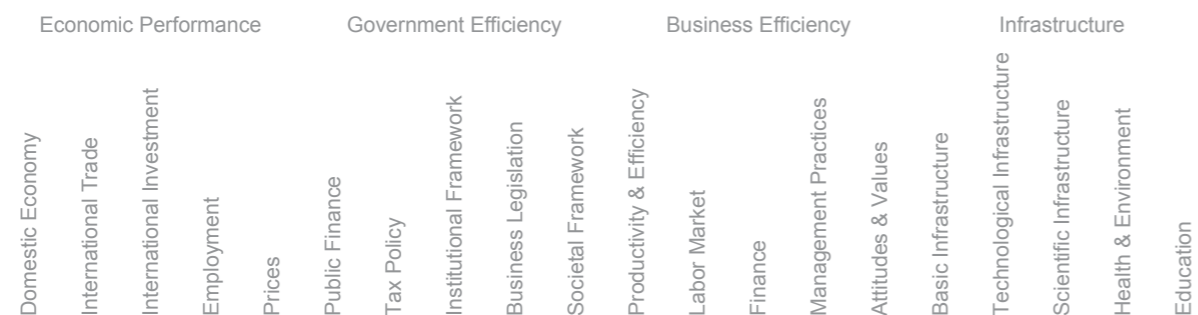 Economic Performance
Government Efficiency
Business Efficiency
Infrastructure
Domestic Economy
International Trade
International Investment
Employment
Prices
Public Finance
Tax Policy
Institutional Framework
Business Legislation
Societal Framework
Productivity & Efficiency
Labor Market
Finance
Management Practices
Attitudes & Values
Basic Infrastructure
Technological Infrastructure
Scientific Infrastructure
Health & Environment
Education